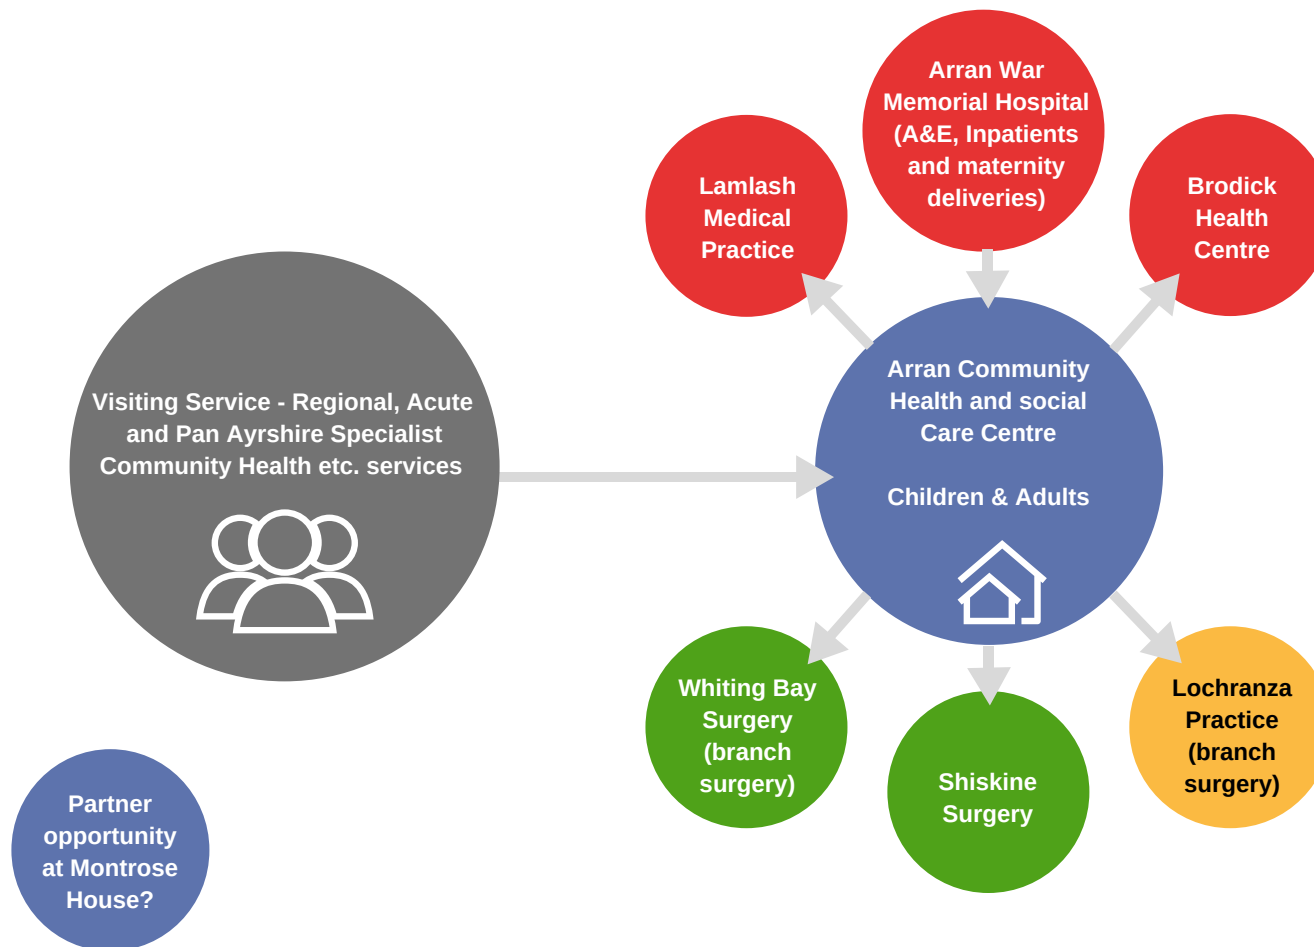 Arran War
Memorial Hospital
(A&E, Inpatients
and maternity
deliveries)
Lamlash
Medical
Practice
Brodick
Health
Centre
Visiting Service - Regional, Acute
and Pan Ayrshire Specialist
Community Health etc. services
Arran Community
Health and social
Care Centre
Children & Adults
Whiting Bay
Surgery
(branch
surgery)
Shiskine
Surgery
Lochranza
Practice
(branch
surgery)
Partner
opportunity
at Montrose
House?